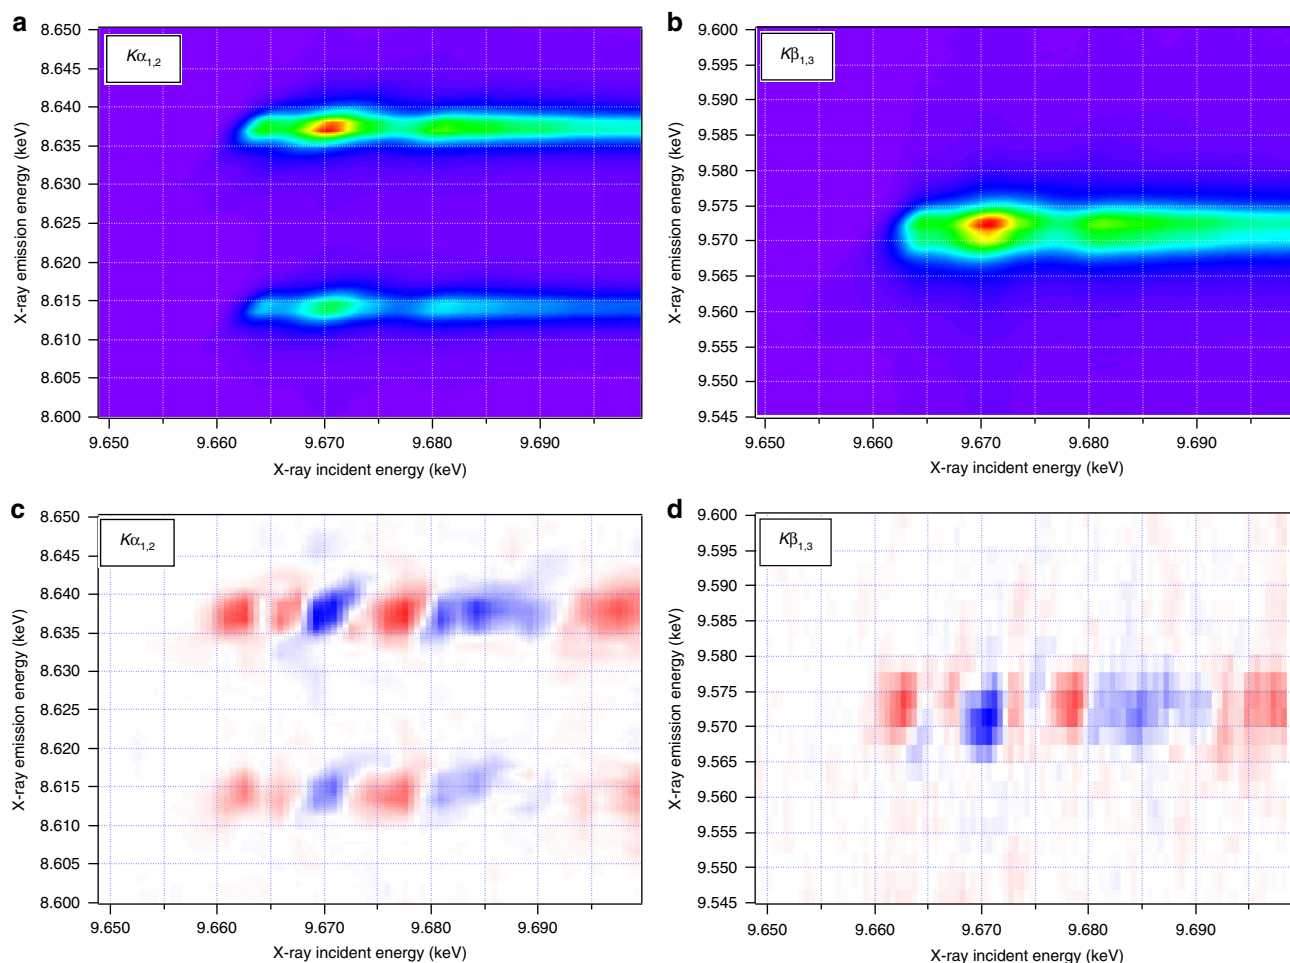 a
Kα1,2
X-ray emission energy (keV)
8.650
8.645
8.640
8.635
8.630
8.625
8.620
8.615
8.610
8.605
8.600
9.650 9.660 9.670 9.680 9.690
X-ray incident energy (keV)
b
Kβ1,3
X-ray emission energy (keV)
9.600
9.595
9.590
9.585
9.580
9.575
9.570
9.565
9.560
9.555
9.550
9.545
9.650 9.660 9.670 9.680 9.690
X-ray incident energy (keV)
c
Kα1,2
X-ray emission energy (keV)
8.650
8.645
8.640
8.635
8.630
8.625
8.620
8.615
8.610
8.605
8.600
9.650 9.660 9.670 9.680 9.690
X-ray incident energy (keV)
d
Kβ1,3
X-ray emission energy (keV)
9.600
9.595
9.590
9.585
9.580
9.575
9.570
9.565
9.560
9.555
9.550
9.545
9.650 9.660 9.670 9.680 9.690
X-ray incident energy (keV)